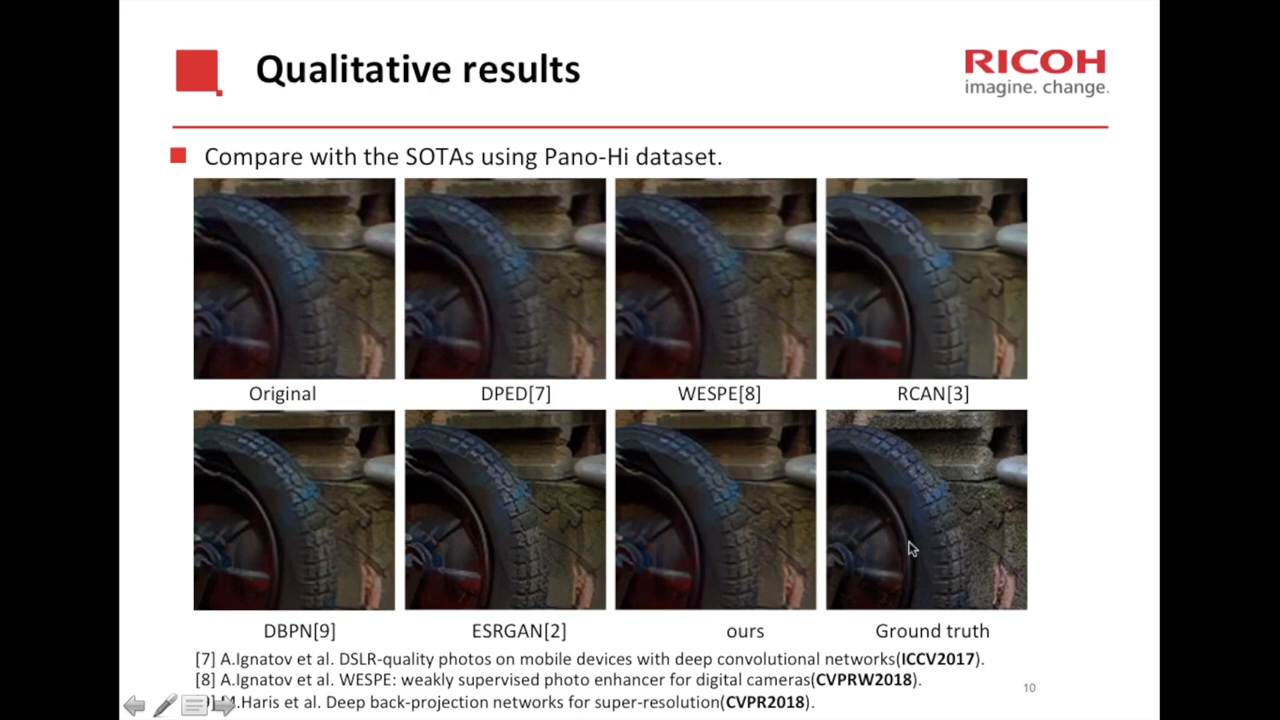 Qualitative results
RICOH
imagine. change.
Compare with the SOTAs using Pano-Hi dataset.
Original DPED[7] WESPE[8] RCAN[3]
DBPN[9] ESRGAN[2] ours Ground truth
[7] A.Ignatov et al. DSLR-quality photos on mobile devices with deep convolutional networks(ICCV2017).
[8] A.Ignatov et al. WESPE: weakly supervised photo enhancer for digital cameras(CVPRW2018).
Haris et al. Deep back-projection networks for super-resolution(CVPR2018).
10